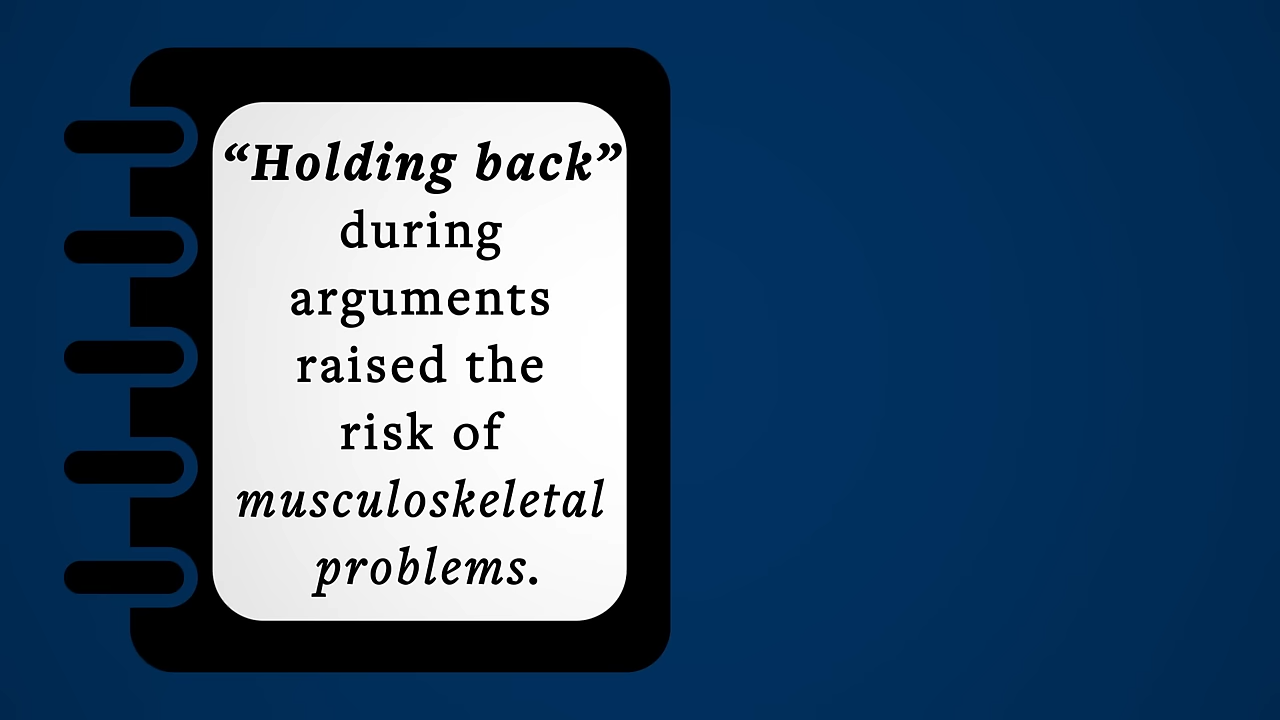 “Holding back”
during
arguments
raised the
risk of
musculoskeletal
problems.